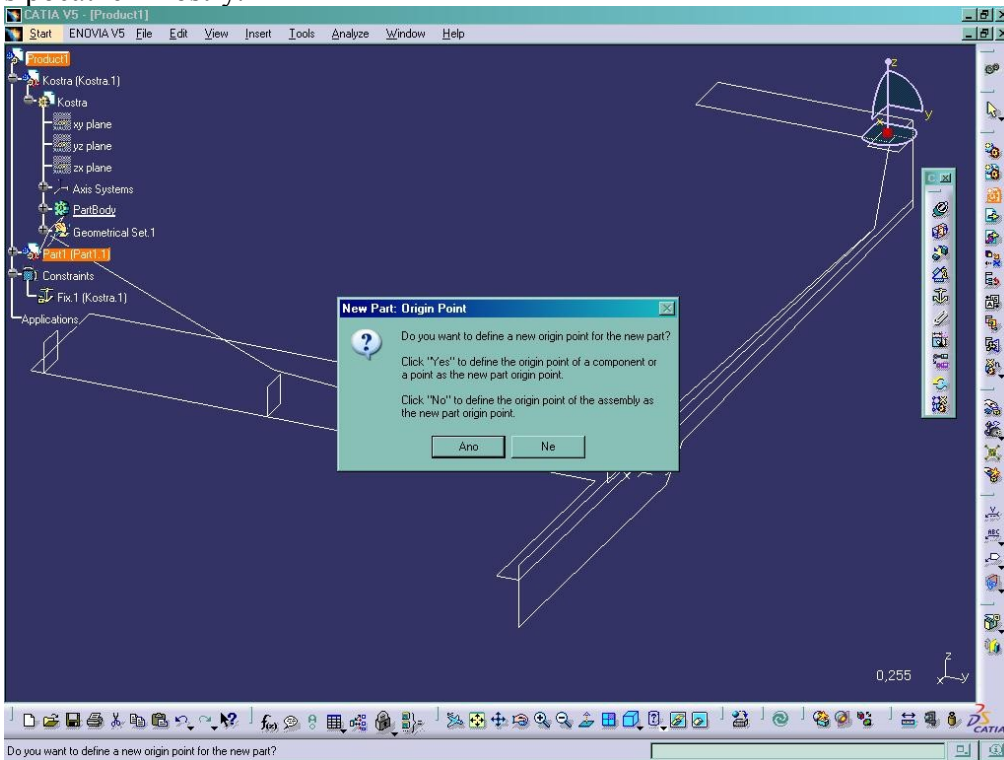 CATIA V5 - [Product1]
Start ENOVIA V5 File Edit View Insert Tools Analyze Window Help
Product1
Kostra (Kostra.1)
Kostra
xy plane
yz plane
zx plane
Axis Systems
PartBody
Geometrical Set.1
Part1 (Part1.1)
Constraints
Fix.1 (Kostra.1)
Applications
z
y
x
New Part: Origin Point
Do you want to define a new origin point for the new part?
Click "Yes" to define the origin point of a component or
a point as the new part origin point.
Click "No" to define the origin point of the assembly as
the new part origin point.
Ano Ne
0,255
z
x y
f(x)
CATIA
Do you want to define a new origin point for the new part?